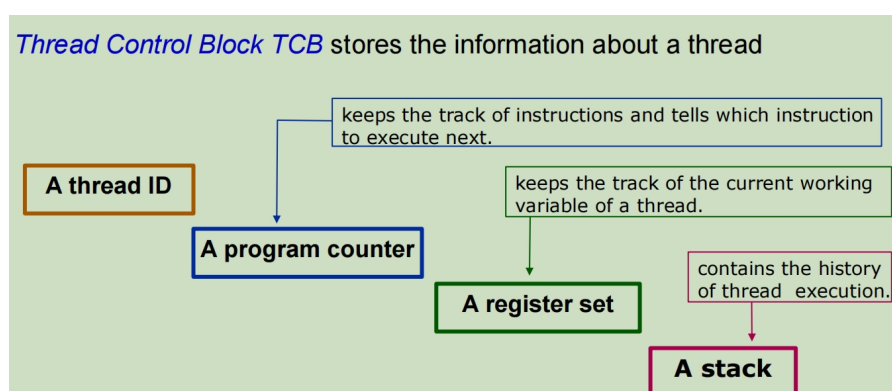 Thread Control Block TCB stores the information about a thread
keeps the track of instructions and tells which instruction
to execute next.
A thread ID
keeps the track of the current working
variable of a thread.
A program counter
contains the history
of thread execution.
A register set
A stack